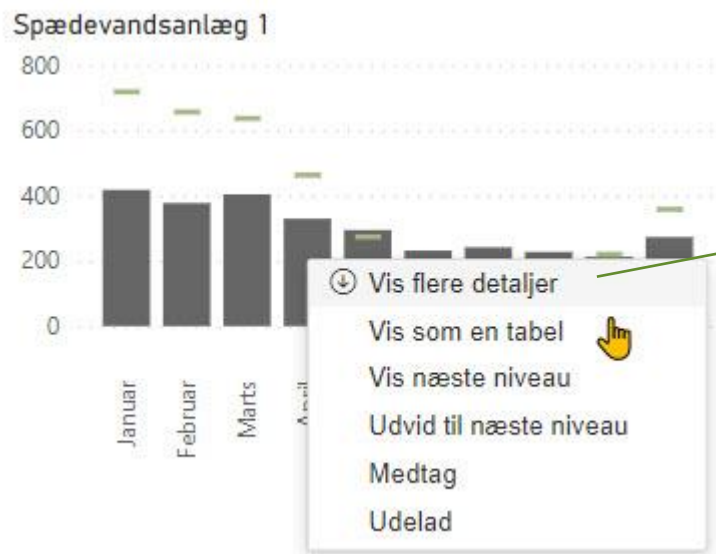 Spædevandsanlæg 1
800
600
400
200
0
Januar
Februar
Marts
Vis flere detaljer
Vis som en tabel
Vis næste niveau
Udvid til næste niveau
Medtag
Udelad